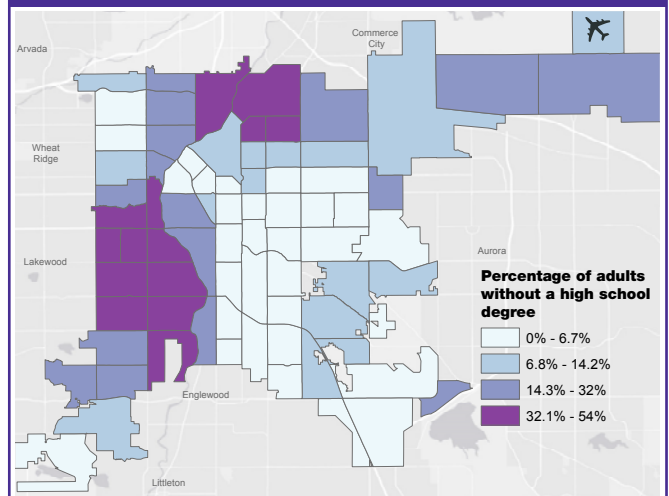 Commerce
City
Arvada
Wheat
Ridge
Lakewood
Aurora
Percentage of adults
without a high school
degree
0% - 6.7%
6.8% - 14.2%
14.3% - 32%
32.1% - 54%
Englewood
Littleton